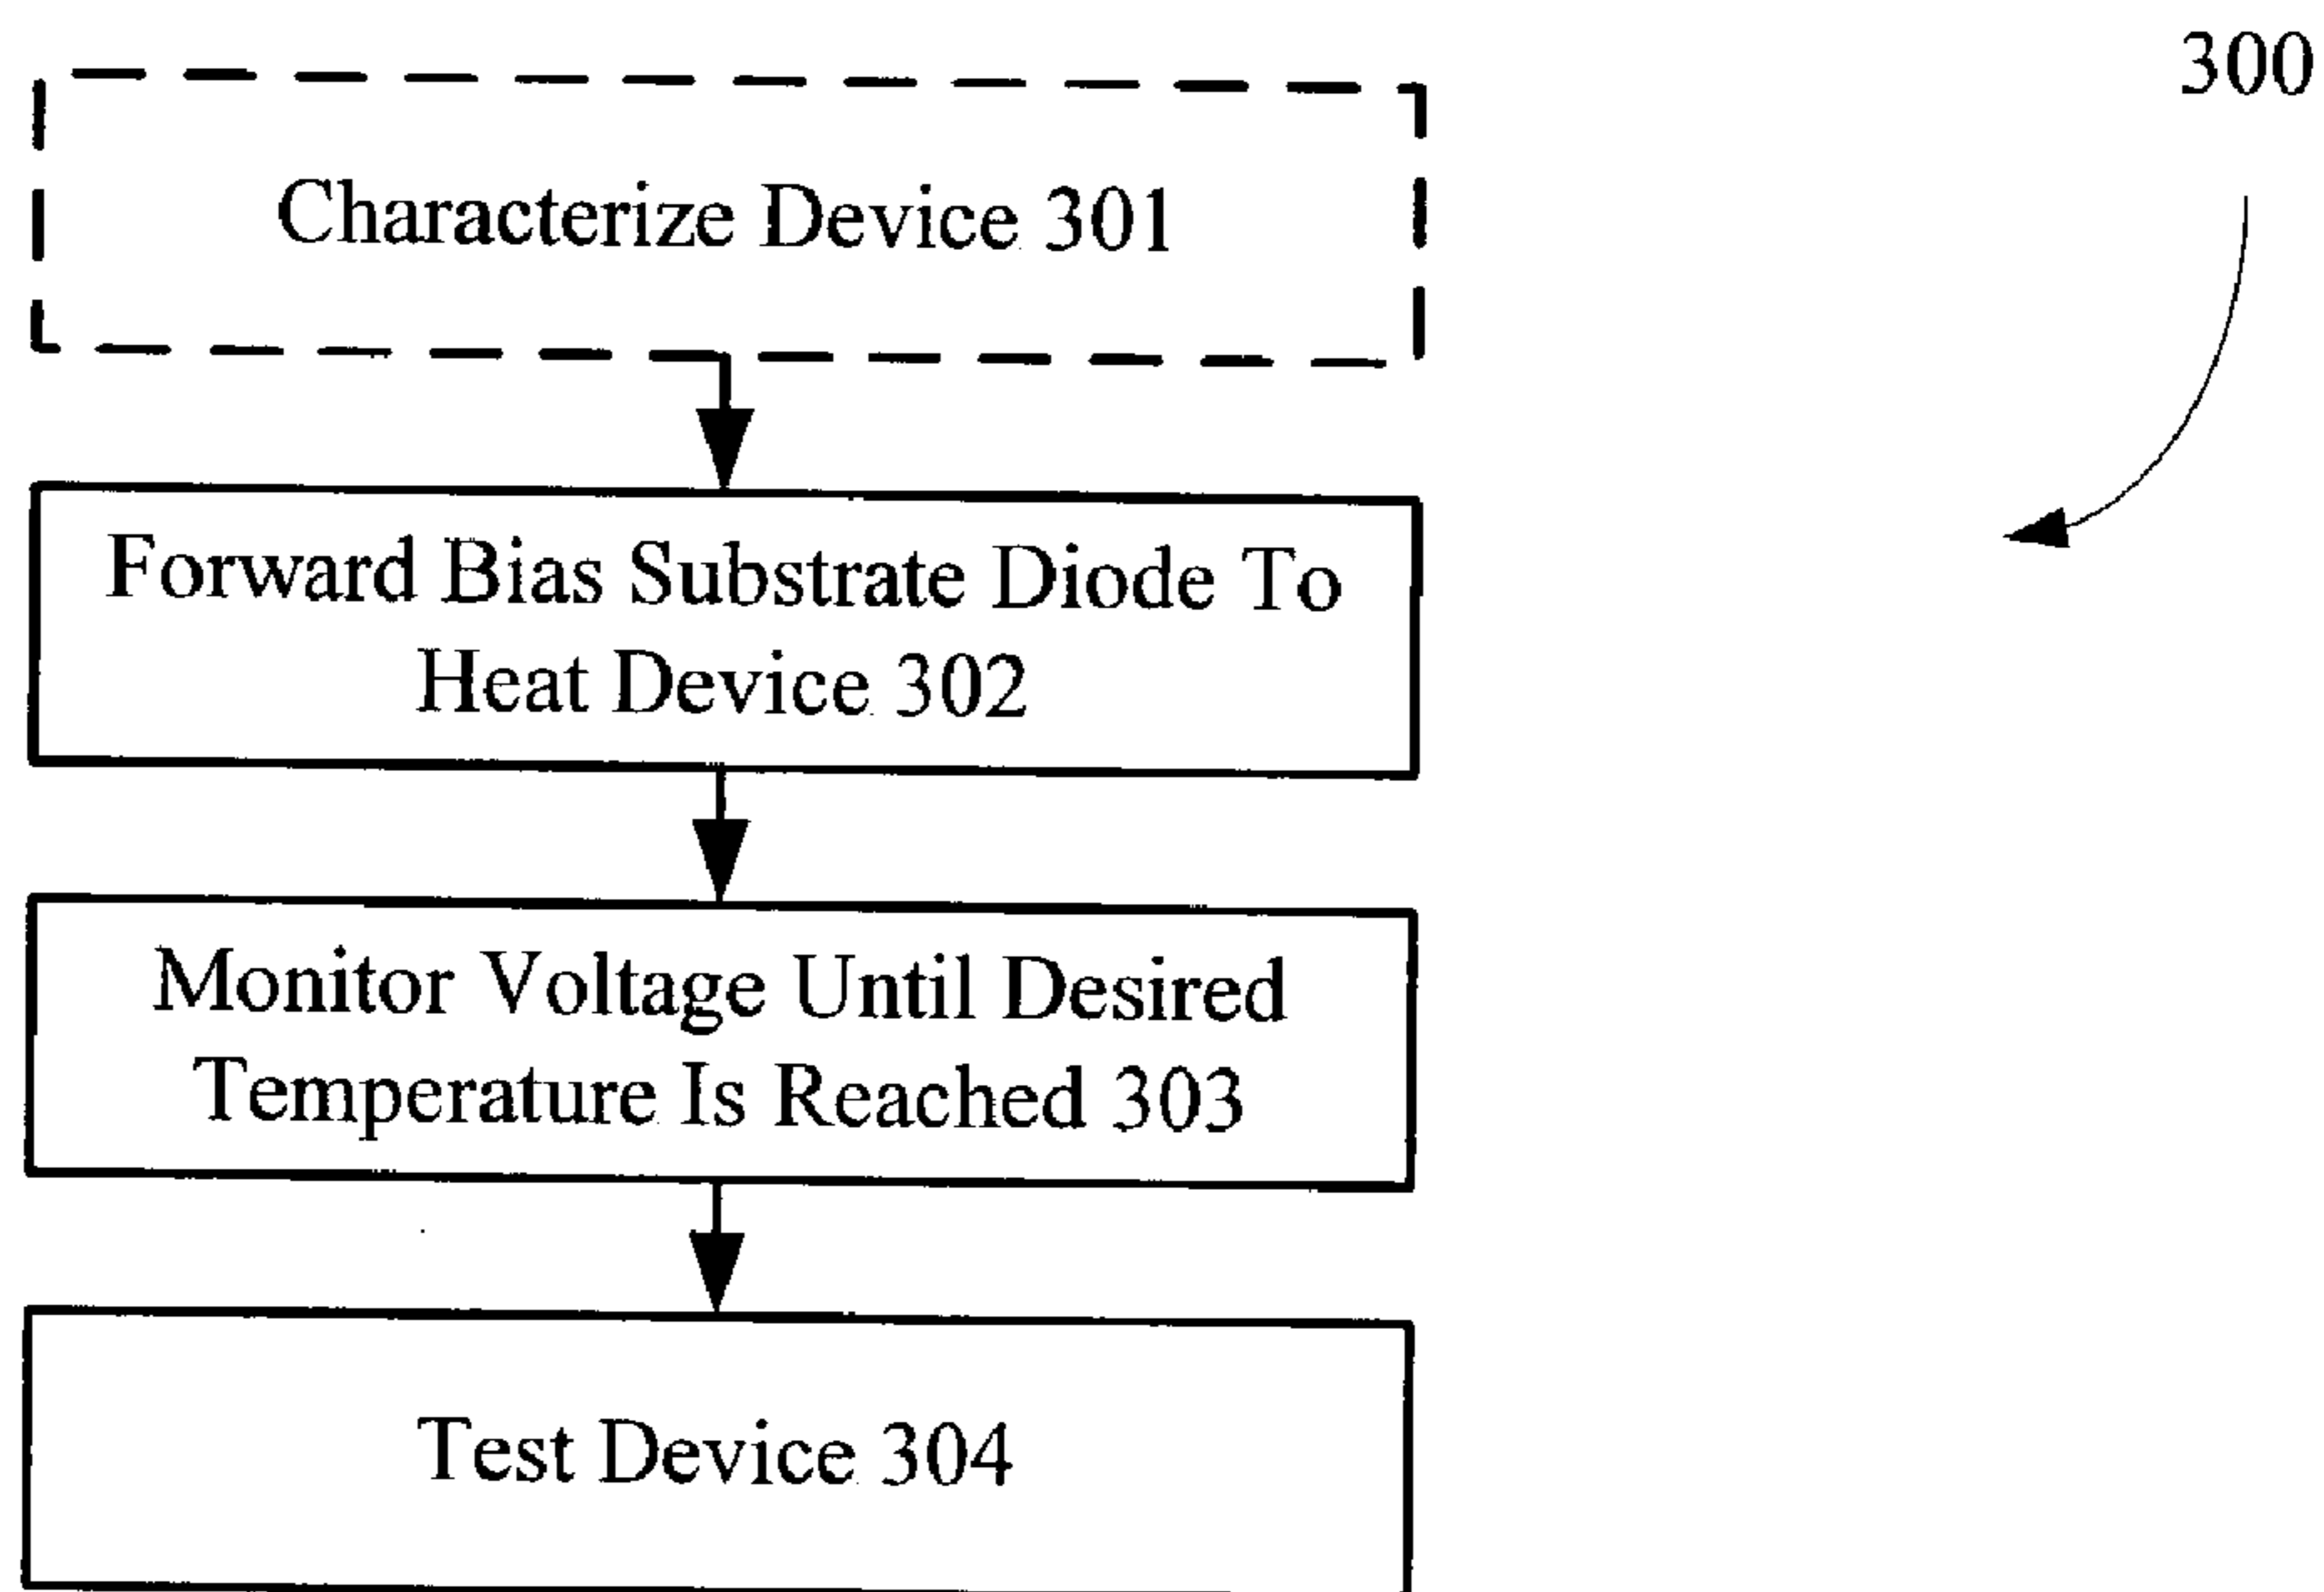 300
Characterize Device 301
Forward Bias Substrate Diode To
Heat Device 302
Monitor Voltage Until Desired
Temperature Is Reached 303
Test Device 304